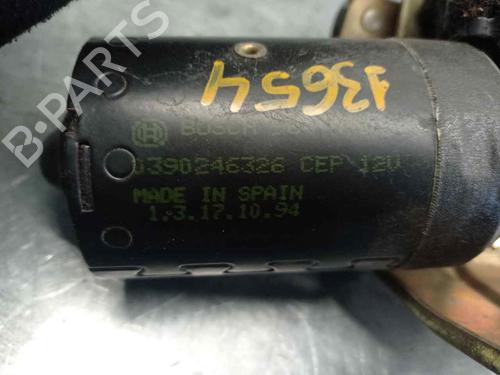 13654
BOSCH
0390246326 CEP 12V
MADE IN SPAIN
1.3.17.10.94
B-PARTS